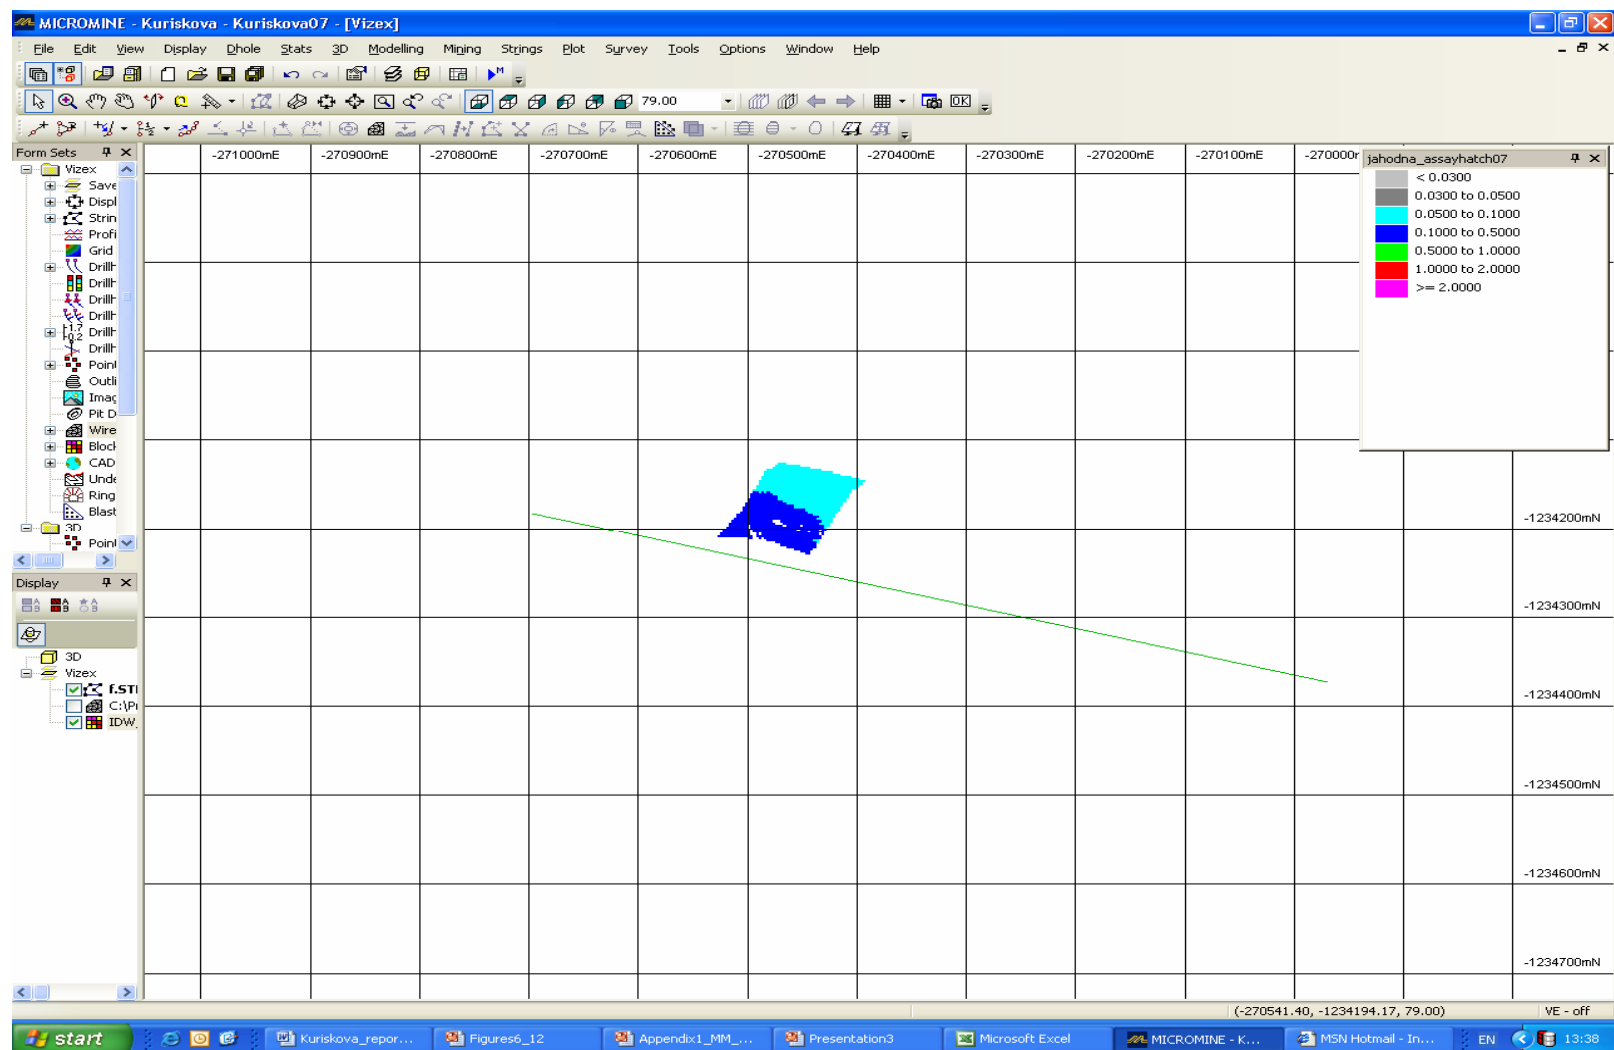 MICROMINE - Kuriskova - Kuriskova07 - [Vizex]
File Edit View Display Dhole Stats 3D Modelling Mining Strings Plot Survey Tools Options Window Help
79.00
OK
Form Sets
Vizex
Save
Displ
Strin
Profi
Grid
Drillh
Drillh
Drillh
Drillh
Drillh
Drillh
Point
Outli
Imag
Pit D
Wire
Block
CAD
Unde
Ring
Blast
3D
Point
Display
3D
Vizex
f.STR
C:\Pr
IDW_
-271000mE -270900mE -270800mE -270700mE -270600mE -270500mE -270400mE -270300mE -270200mE -270100mE -270000m
jahodna_assayhatch07
< 0.0300
0.0300 to 0.0500
0.0500 to 0.1000
0.1000 to 0.5000
0.5000 to 1.0000
1.0000 to 2.0000
>= 2.0000
-1234200mN
-1234300mN
-1234400mN
-1234500mN
-1234600mN
-1234700mN
(-270541.40, -1234194.17, 79.00) VE - off
start Kuriskova_repor... Figures6_12 Appendix1_MM_... Presentation3 Microsoft Excel MICROMINE - K... MSN Hotmail - In... EN 13:38